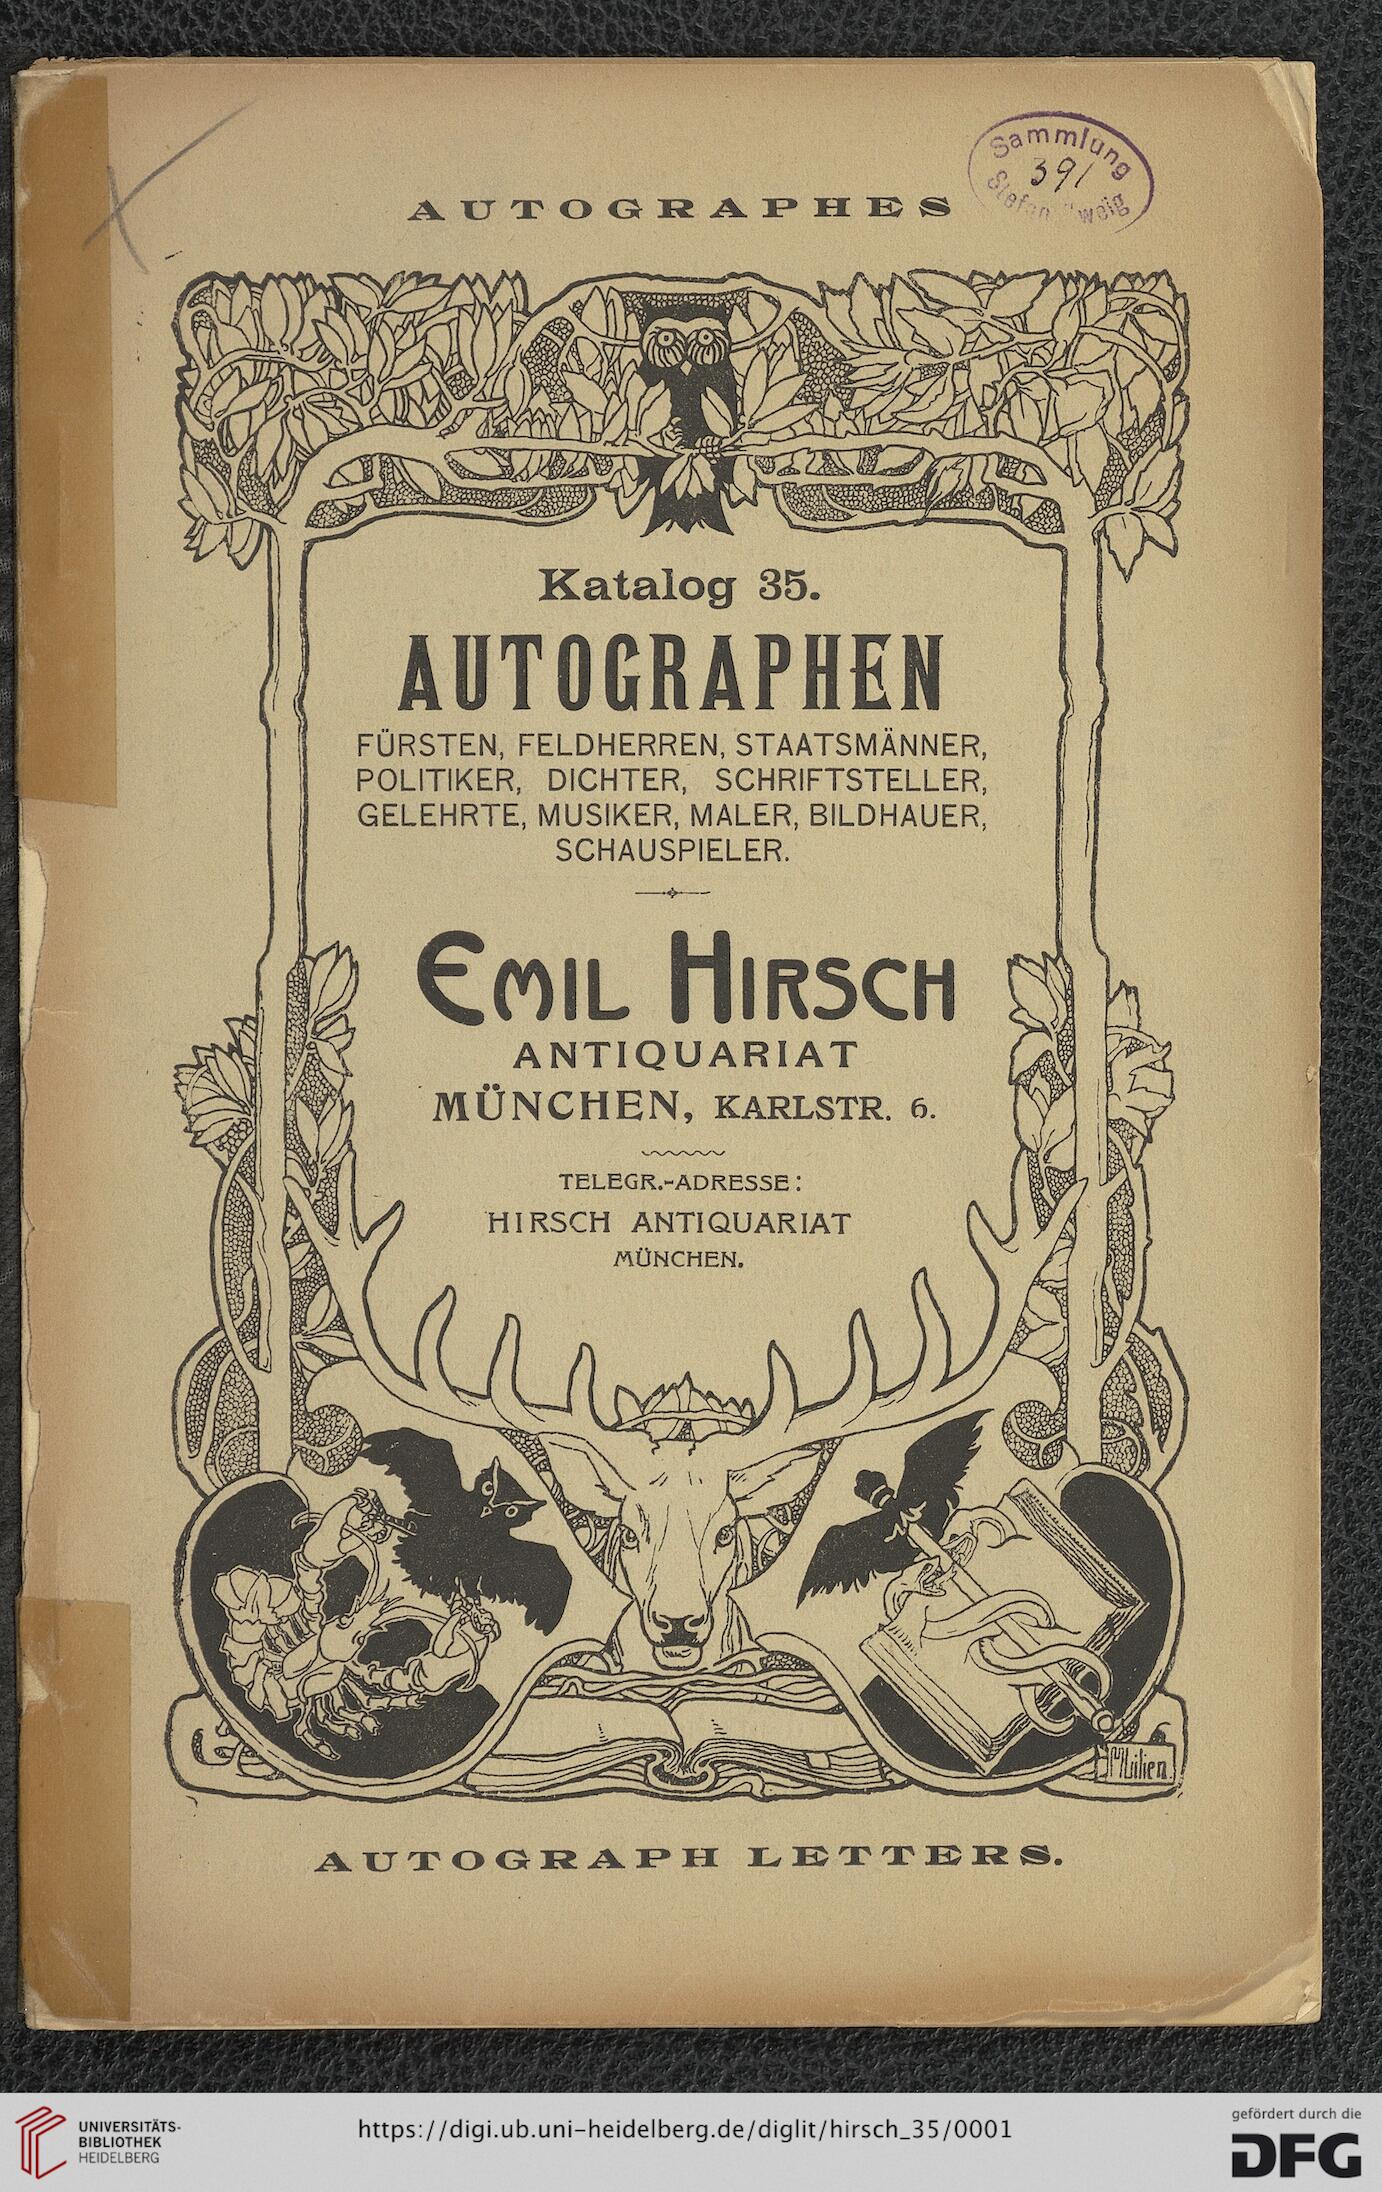 Sammlung
391
Stefan Zweig
AUTOGRAPHES
Katalog 35.
AUTOGRAPHEN
FÜRSTEN, FELDHERREN, STAATSMÄNNER,
POLITIKER, DICHTER, SCHRIFTSTELLER,
GELEHRTE, MUSIKER, MALER, BILDHAUER,
SCHAUSPIELER.
EMIL HIRSCH
ANTIQUARIAT
MÜNCHEN, KARLSTR. 6.
TELEGR.-ADRESSE:
HIRSCH ANTIQUARIAT
MÜNCHEN.
MLilien
AUTOGRAPH LETTERS.
UNIVERSITÄTS-
BIBLIOTHEK
HEIDELBERG
https://digi.ub.uni-heidelberg.de/diglit/hirsch_35/0001
gefördert durch die
DFG